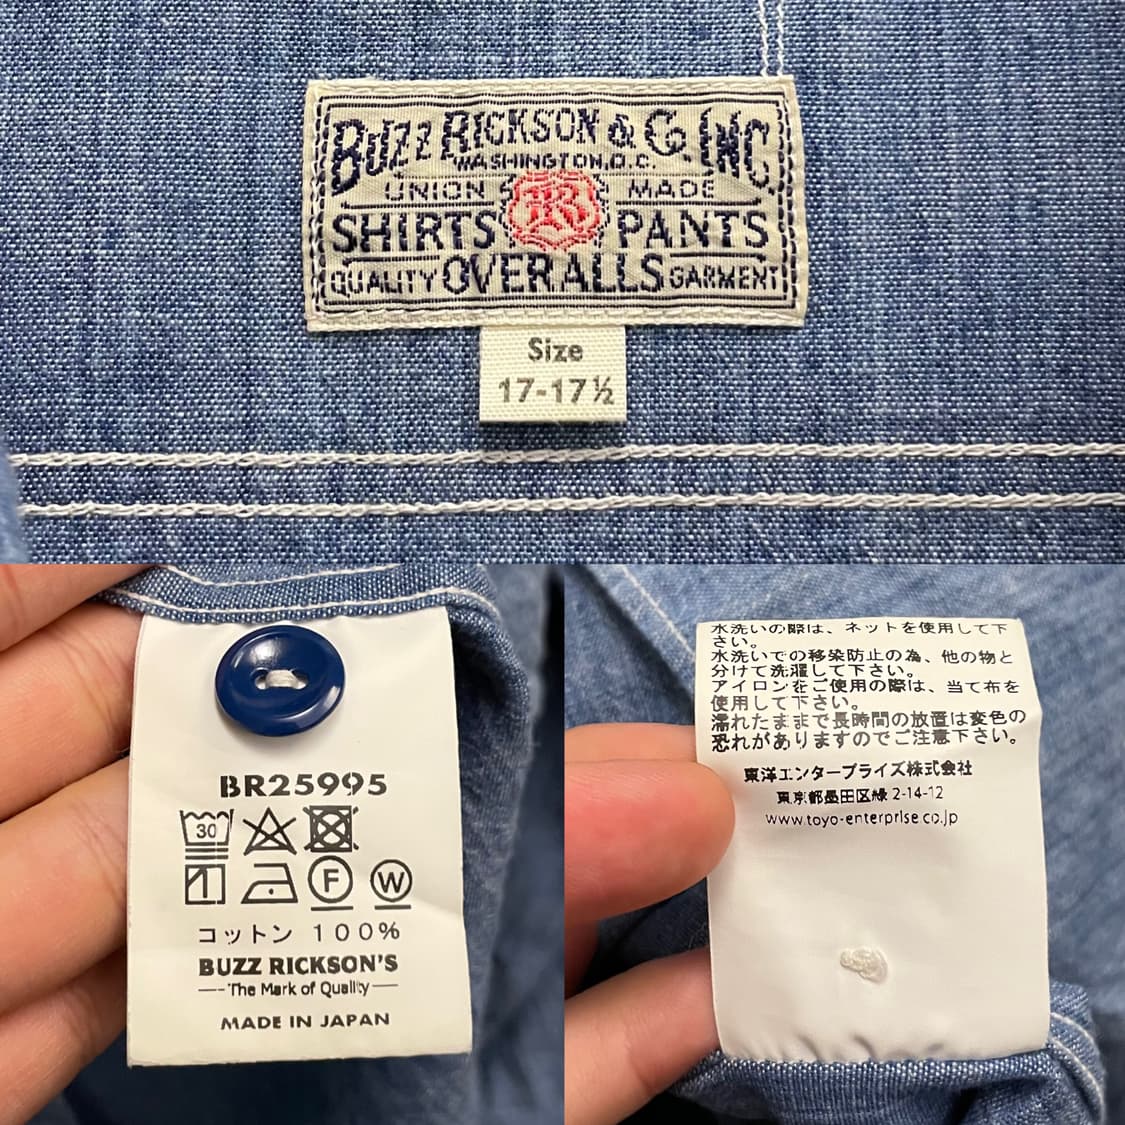 BUZZ RICKSON & Co. INC.
WASHINGTON, D.C.
UNION MADE
SHIRTS PANTS
QUALITY OVERALLS GARMENT
Size
17-17½
BR25995
30
F W
コットン 100%
BUZZ RICKSON'S
The Mark of Quality
MADE IN JAPAN
水洗いの際は、ネットを使用して下
さい。
水洗いでの移染防止の為、他の物と
分けて洗濯して下さい。
アイロンをご使用の際は、当て布を
使用して下さい。
濡れたままで長時間の放置は変色の
恐れがありますのでご注意下さい。
東洋エンタープライズ株式会社
東京都墨田区緑 2-14-12
www.toyo-enterprise.co.jp